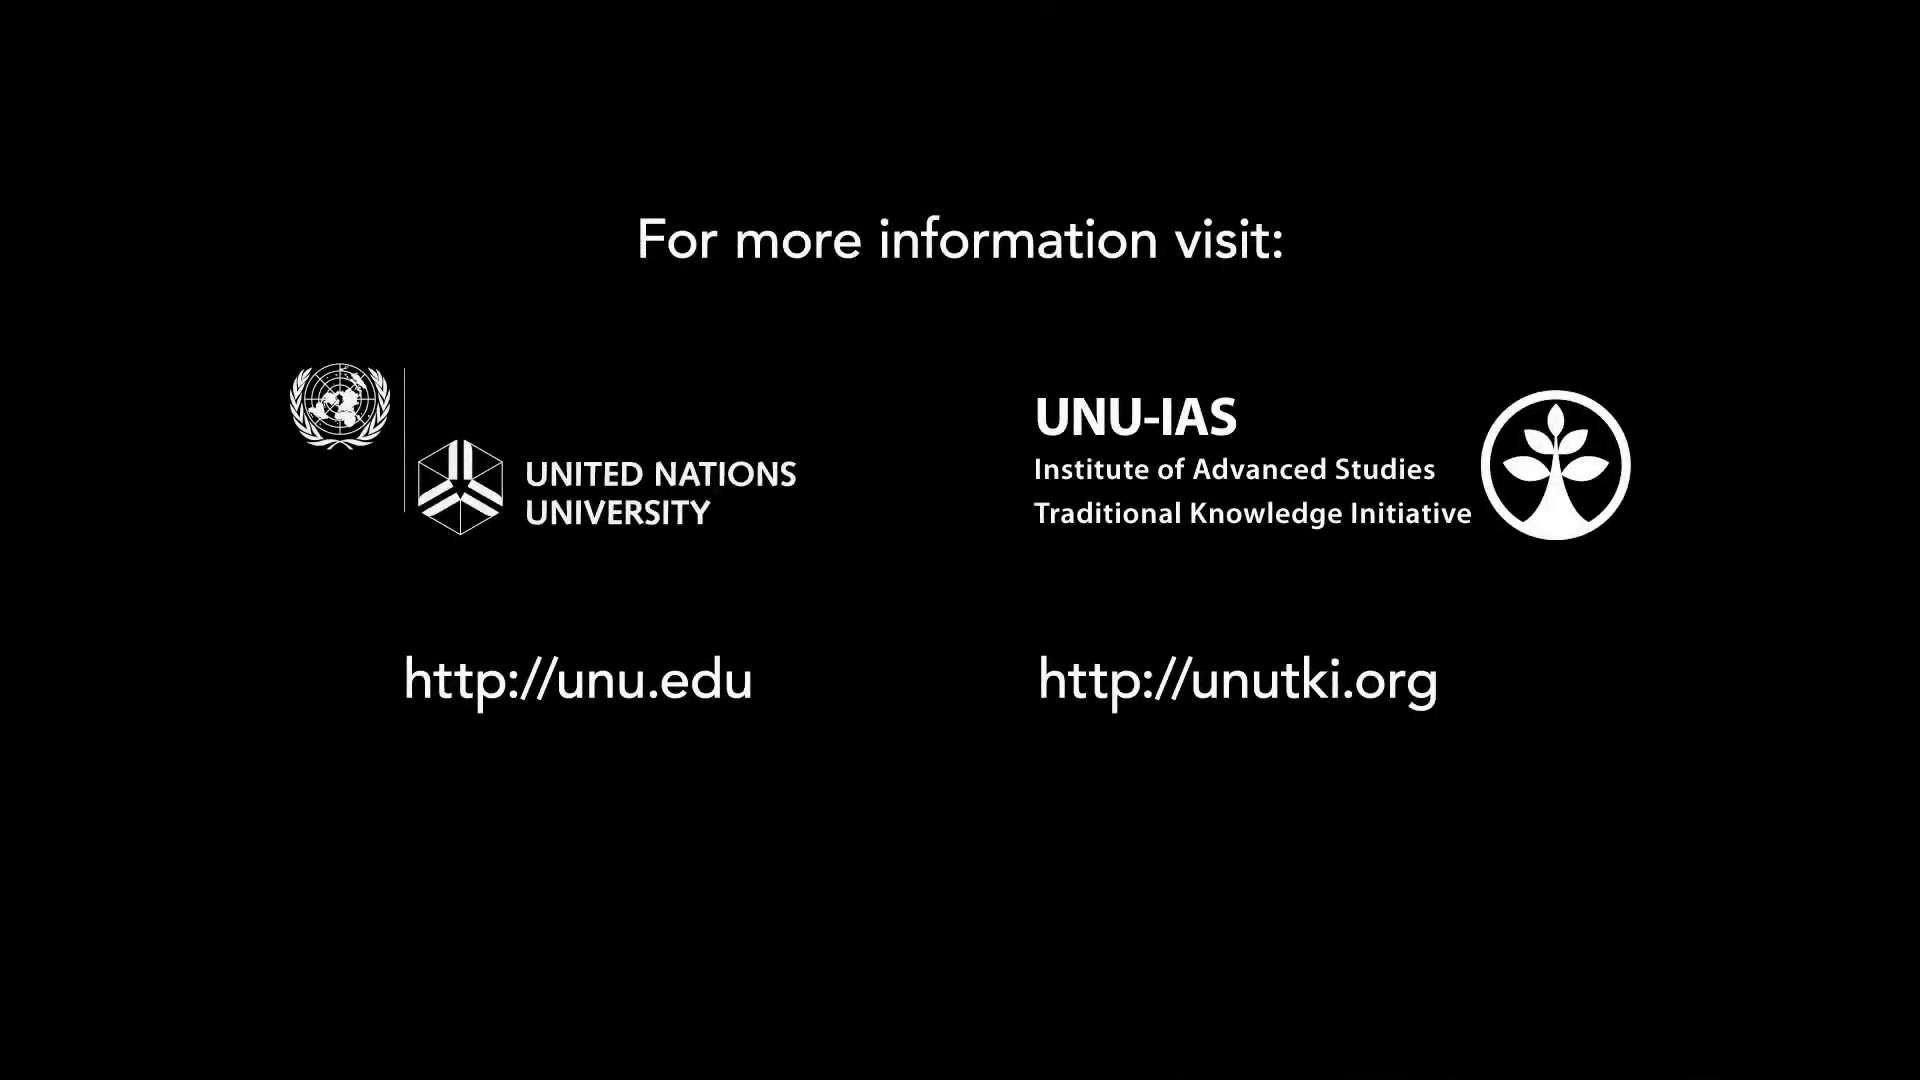 For more information visit:
UNITED NATIONS
UNIVERSITY
UNU-IAS
Institute of Advanced Studies
Traditional Knowledge Initiative
http://unu.edu
http://unutki.org